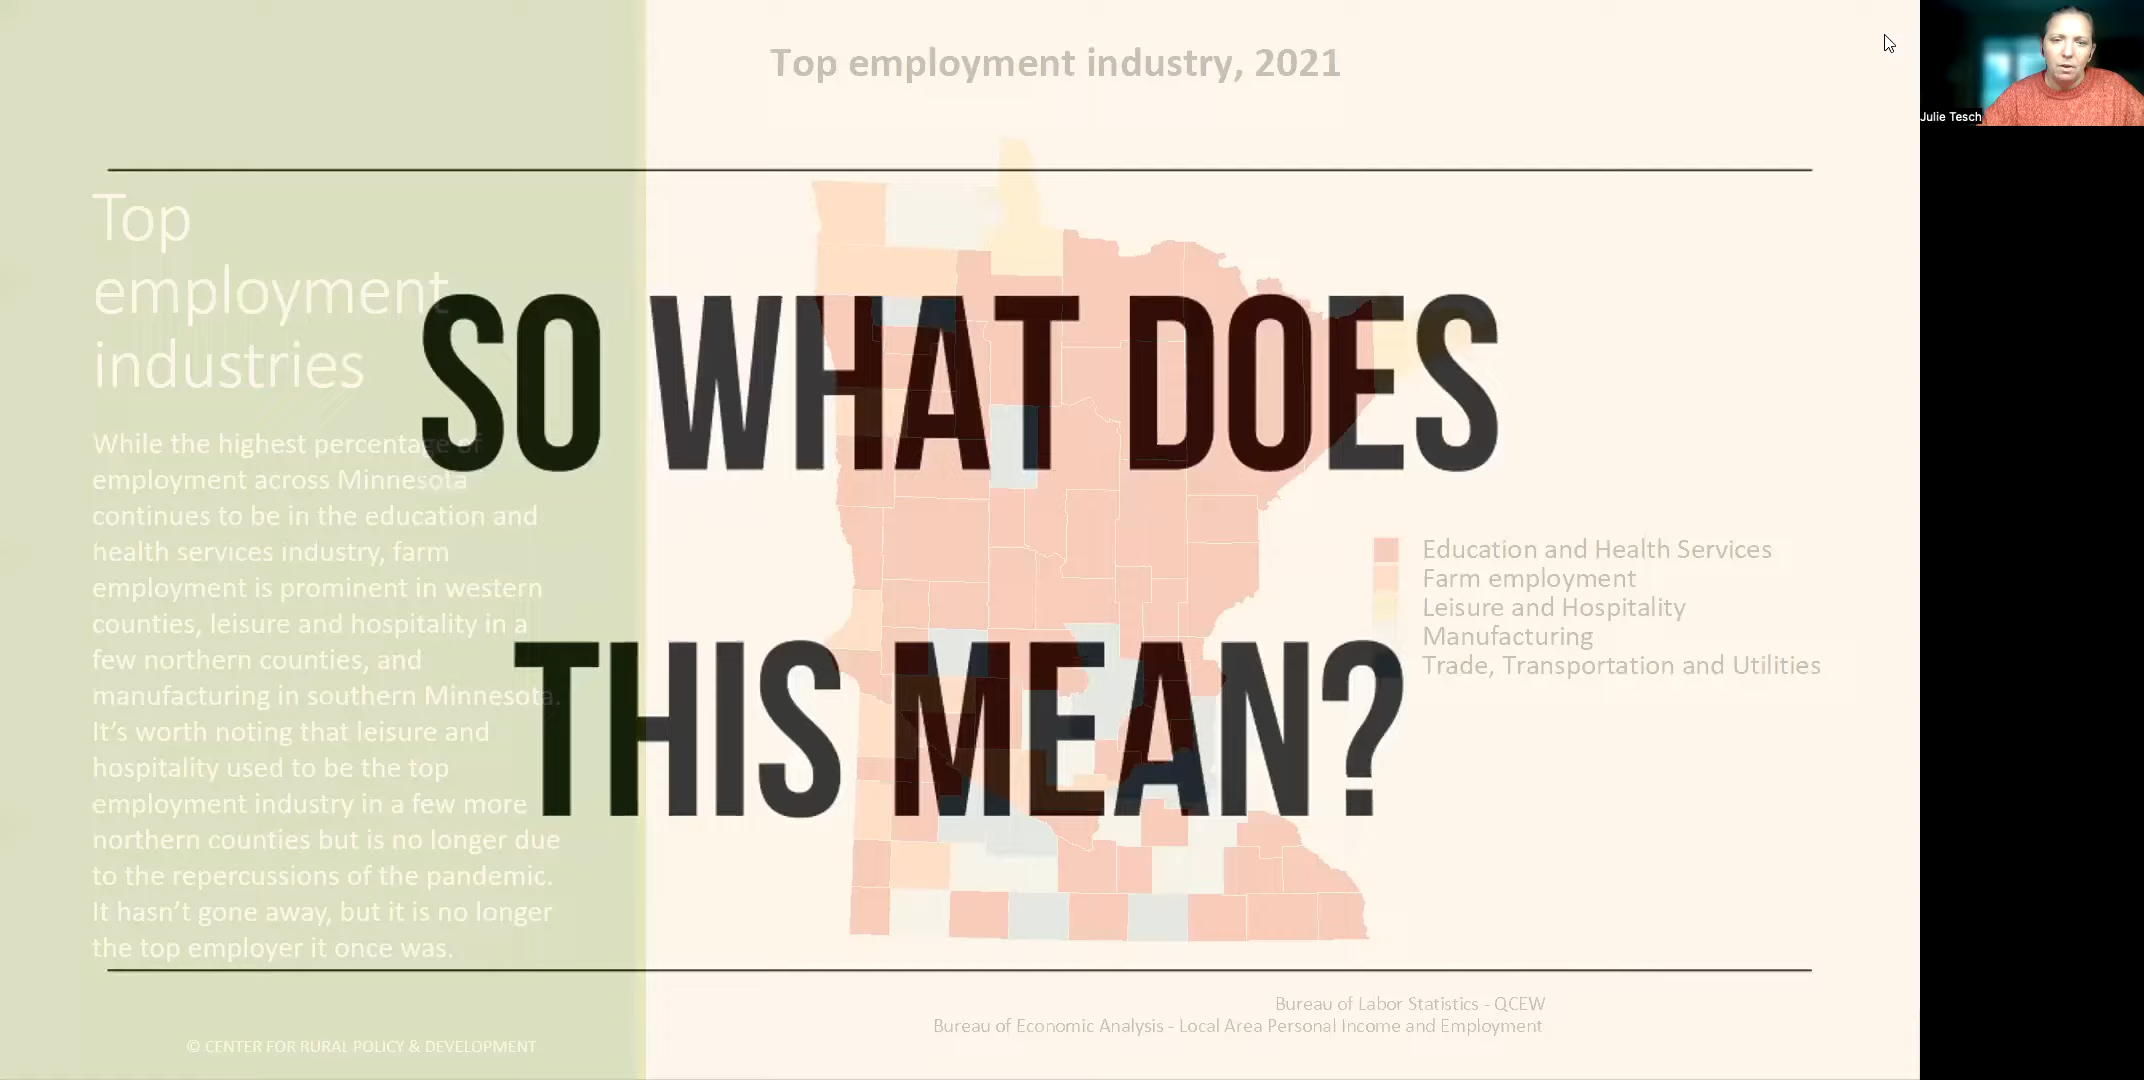 Top employment industry, 2021
Julie Tesch
Top
employment
industries
SO WHAT DOES
THIS MEAN?
While the highest percentage of
employment across Minnesota
continues to be in the education and
health services industry, farm
employment is prominent in western
counties, leisure and hospitality in a
few northern counties, and
manufacturing in southern Minnesota.
It’s worth noting that leisure and
hospitality used to be the top
employment industry in a few more
northern counties but is no longer due
to the repercussions of the pandemic.
It hasn’t gone away, but it is no longer
the top employer it once was.
Education and Health Services
Farm employment
Leisure and Hospitality
Manufacturing
Trade, Transportation and Utilities
Bureau of Labor Statistics - QCEW
Bureau of Economic Analysis - Local Area Personal Income and Employment
© CENTER FOR RURAL POLICY & DEVELOPMENT